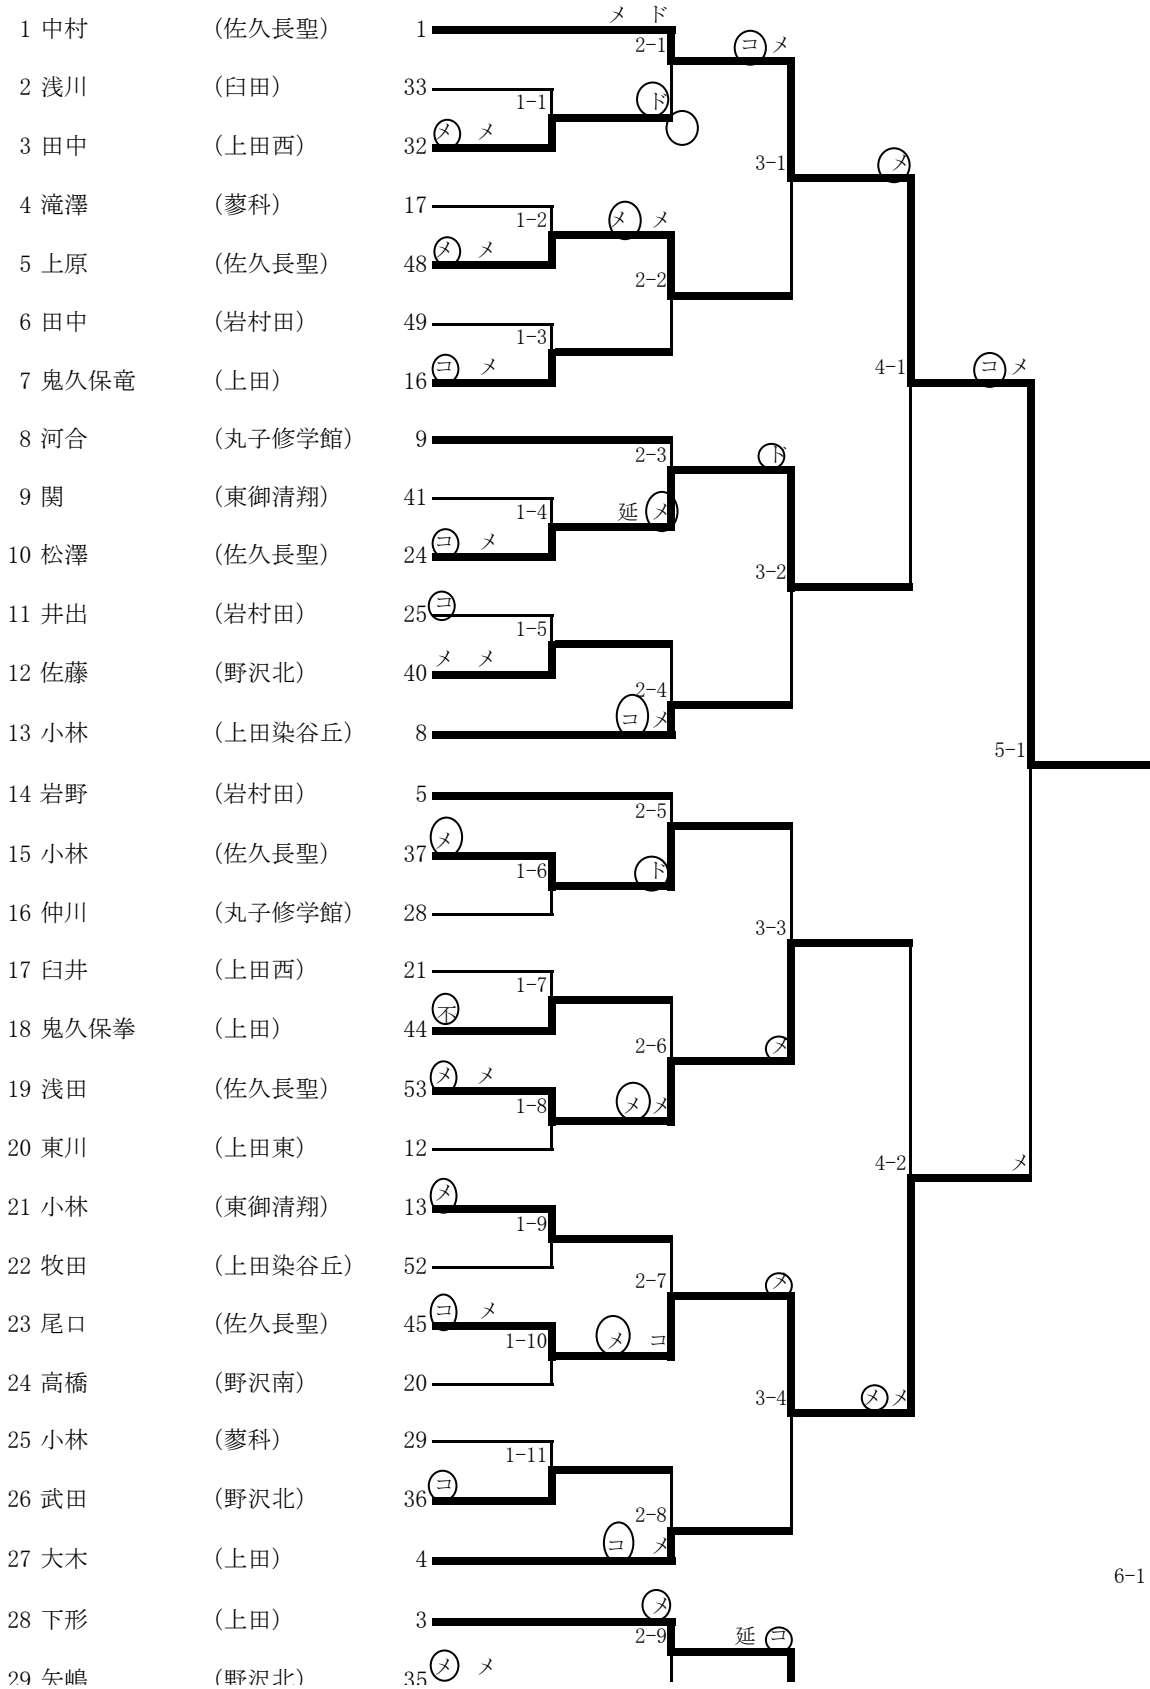 メ ド
1 中村 (佐久長聖) 1
2-1 コ メ
2 浅川 (臼田) 33
1-1 ド
3 田中 (上田西) 32 メ メ
3-1 メ
4 滝澤 (蓼科) 17
1-2 メ メ
5 上原 (佐久長聖) 48 メ メ
2-2
6 田中 (岩村田) 49
1-3
7 鬼久保竜 (上田) 16 コ メ
4-1 コ メ
8 河合 (丸子修学館) 9
2-3 ド
9 関 (東御清翔) 41
1-4 延 メ
10 松澤 (佐久長聖) 24 コ メ
3-2
11 井出 (岩村田) 25 コ
1-5
12 佐藤 (野沢北) 40 メ メ
2-4
コ メ
13 小林 (上田染谷丘) 8
5-1
14 岩野 (岩村田) 5
2-5
15 小林 (佐久長聖) 37 メ
1-6 ド
16 仲川 (丸子修学館) 28
3-3
17 臼井 (上田西) 21
1-7
18 鬼久保拳 (上田) 44 不
2-6 メ
19 浅田 (佐久長聖) 53 メ メ
1-8 メ メ
20 東川 (上田東) 12
4-2 メ
21 小林 (東御清翔) 13 メ
1-9
22 牧田 (上田染谷丘) 52
2-7 メ
23 尾口 (佐久長聖) 45 コ メ
1-10 メ コ
24 高橋 (野沢南) 20
3-4 メ メ
25 小林 (蓼科) 29
1-11
26 武田 (野沢北) 36 コ
2-8
コ メ
27 大木 (上田) 4
6-1
28 下形 (上田) 3 メ
2-9 延 コ
29 矢嶋 (野沢北) 35 メ メ